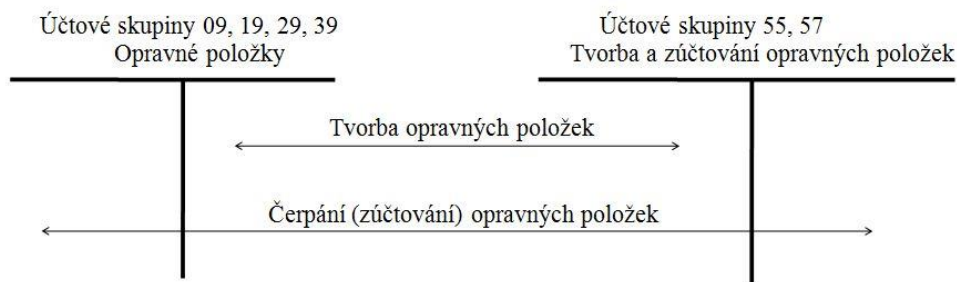 Účtové skupiny 09, 19, 29, 39
Opravné položky
Účtové skupiny 55, 57
Tvorba a zúčtování opravných položek
Tvorba opravných položek
Čerpání (zúčtování) opravných položek